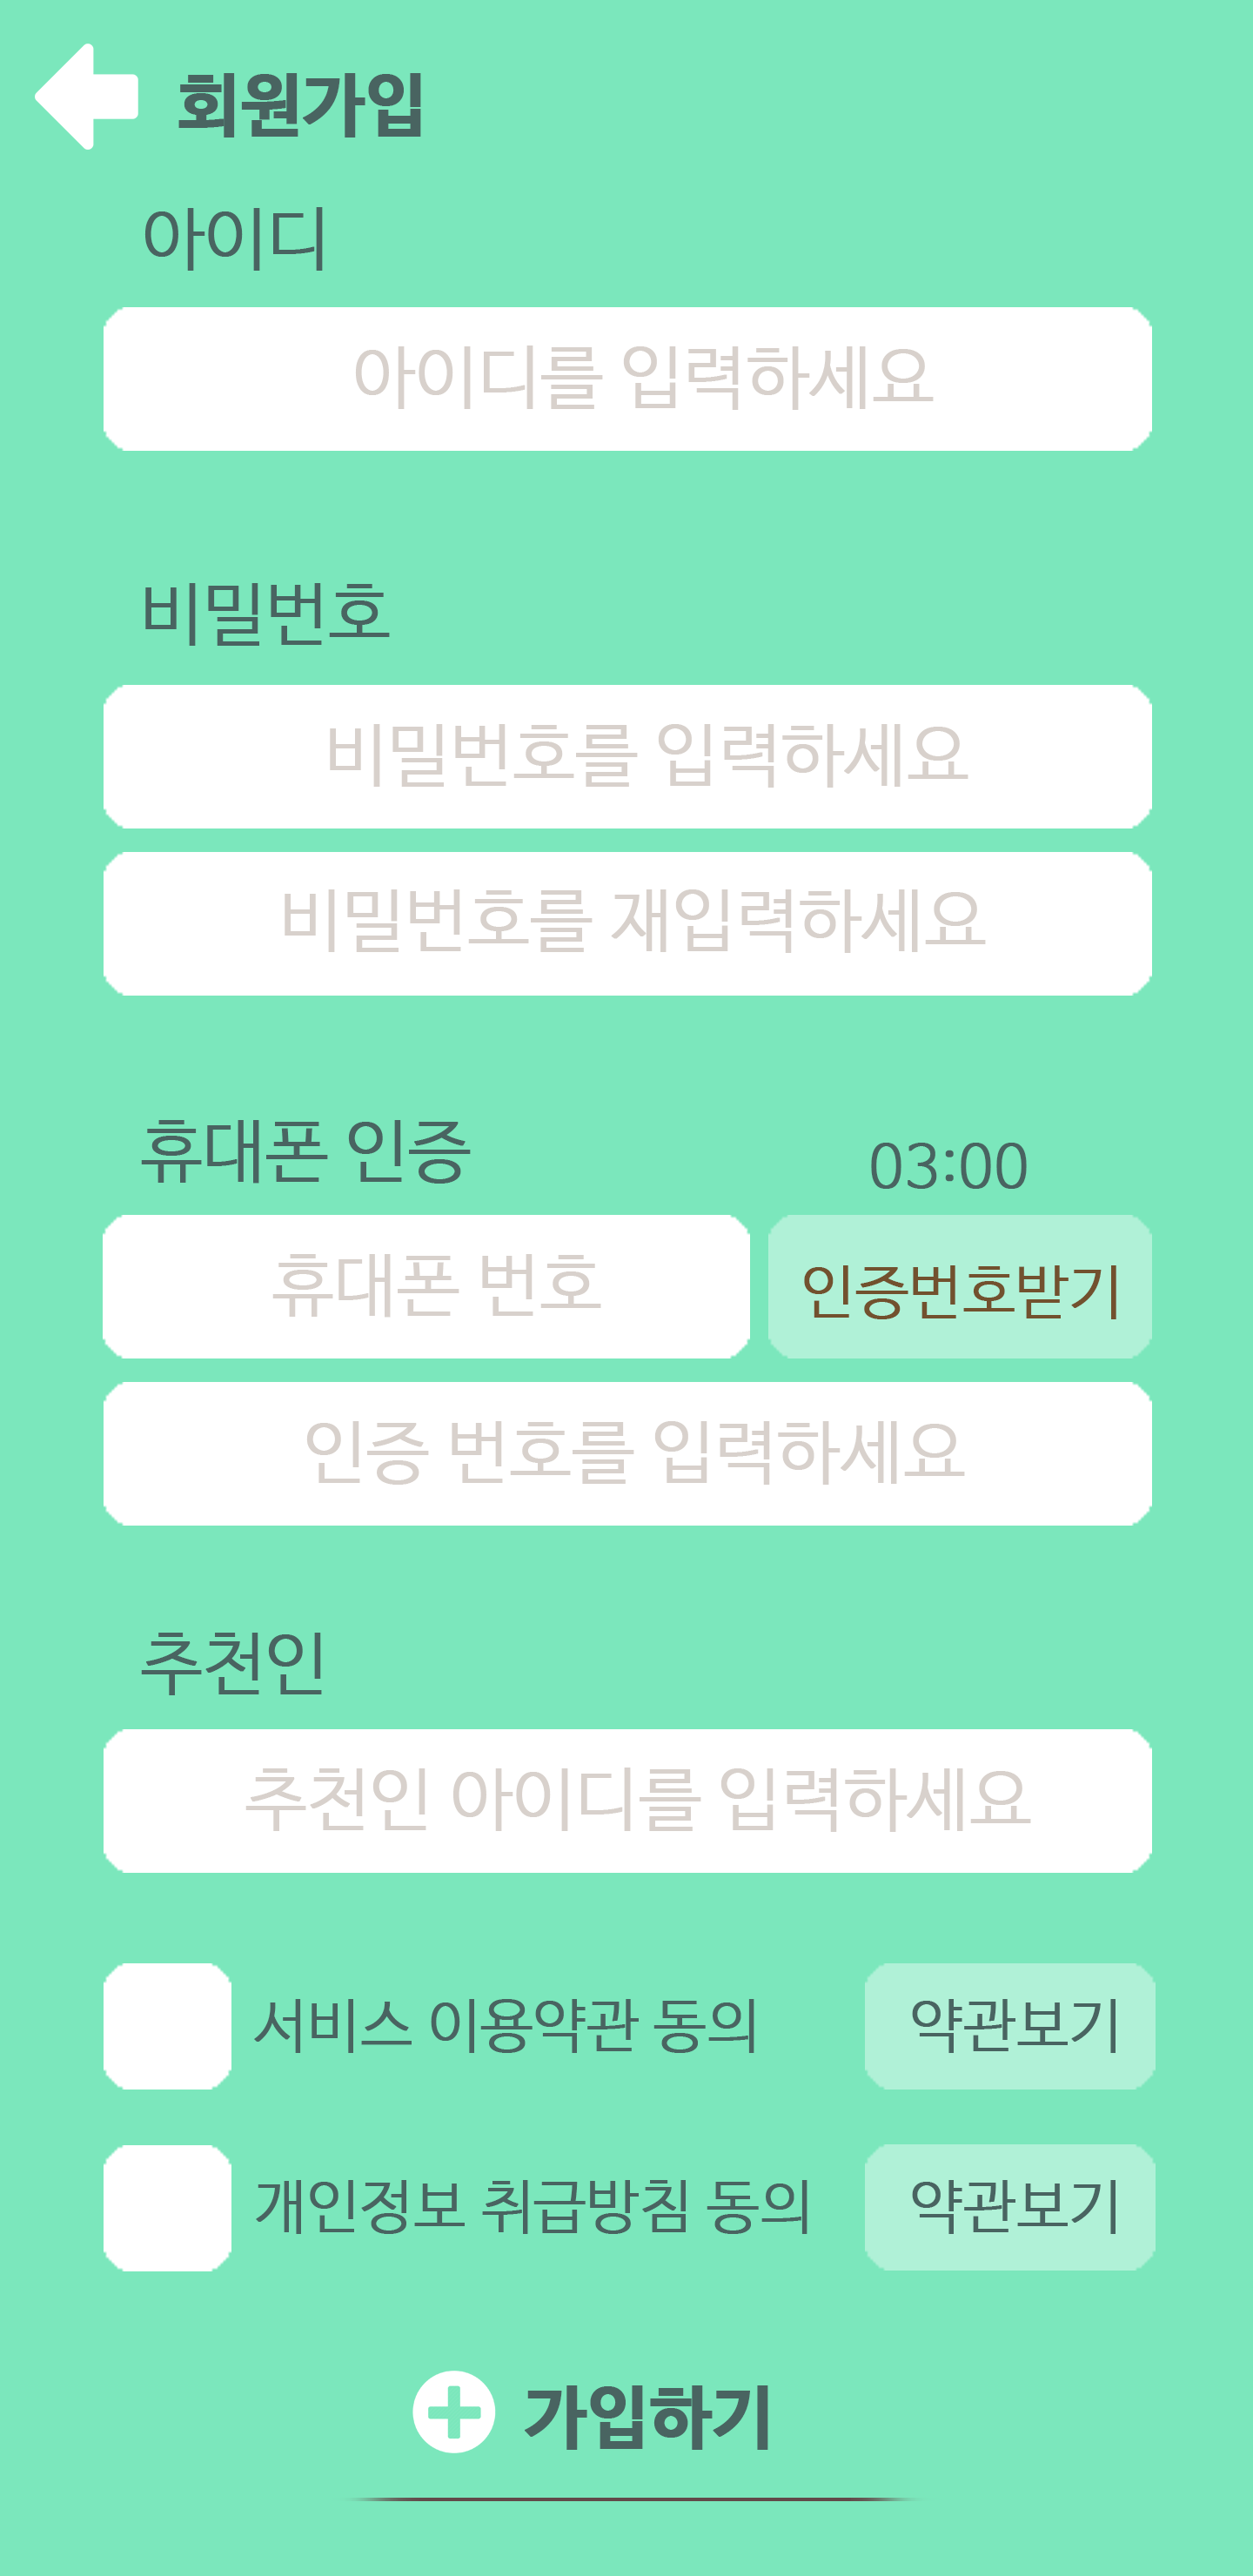 회원가입
아이디
아이디를 입력하세요
비밀번호
비밀번호를 입력하세요
비밀번호를 재입력하세요
휴대폰 인증
03:00
휴대폰 번호
인증번호받기
인증 번호를 입력하세요
추천인
추천인 아이디를 입력하세요
서비스 이용약관 동의
약관보기
개인정보 취급방침 동의
약관보기
가입하기